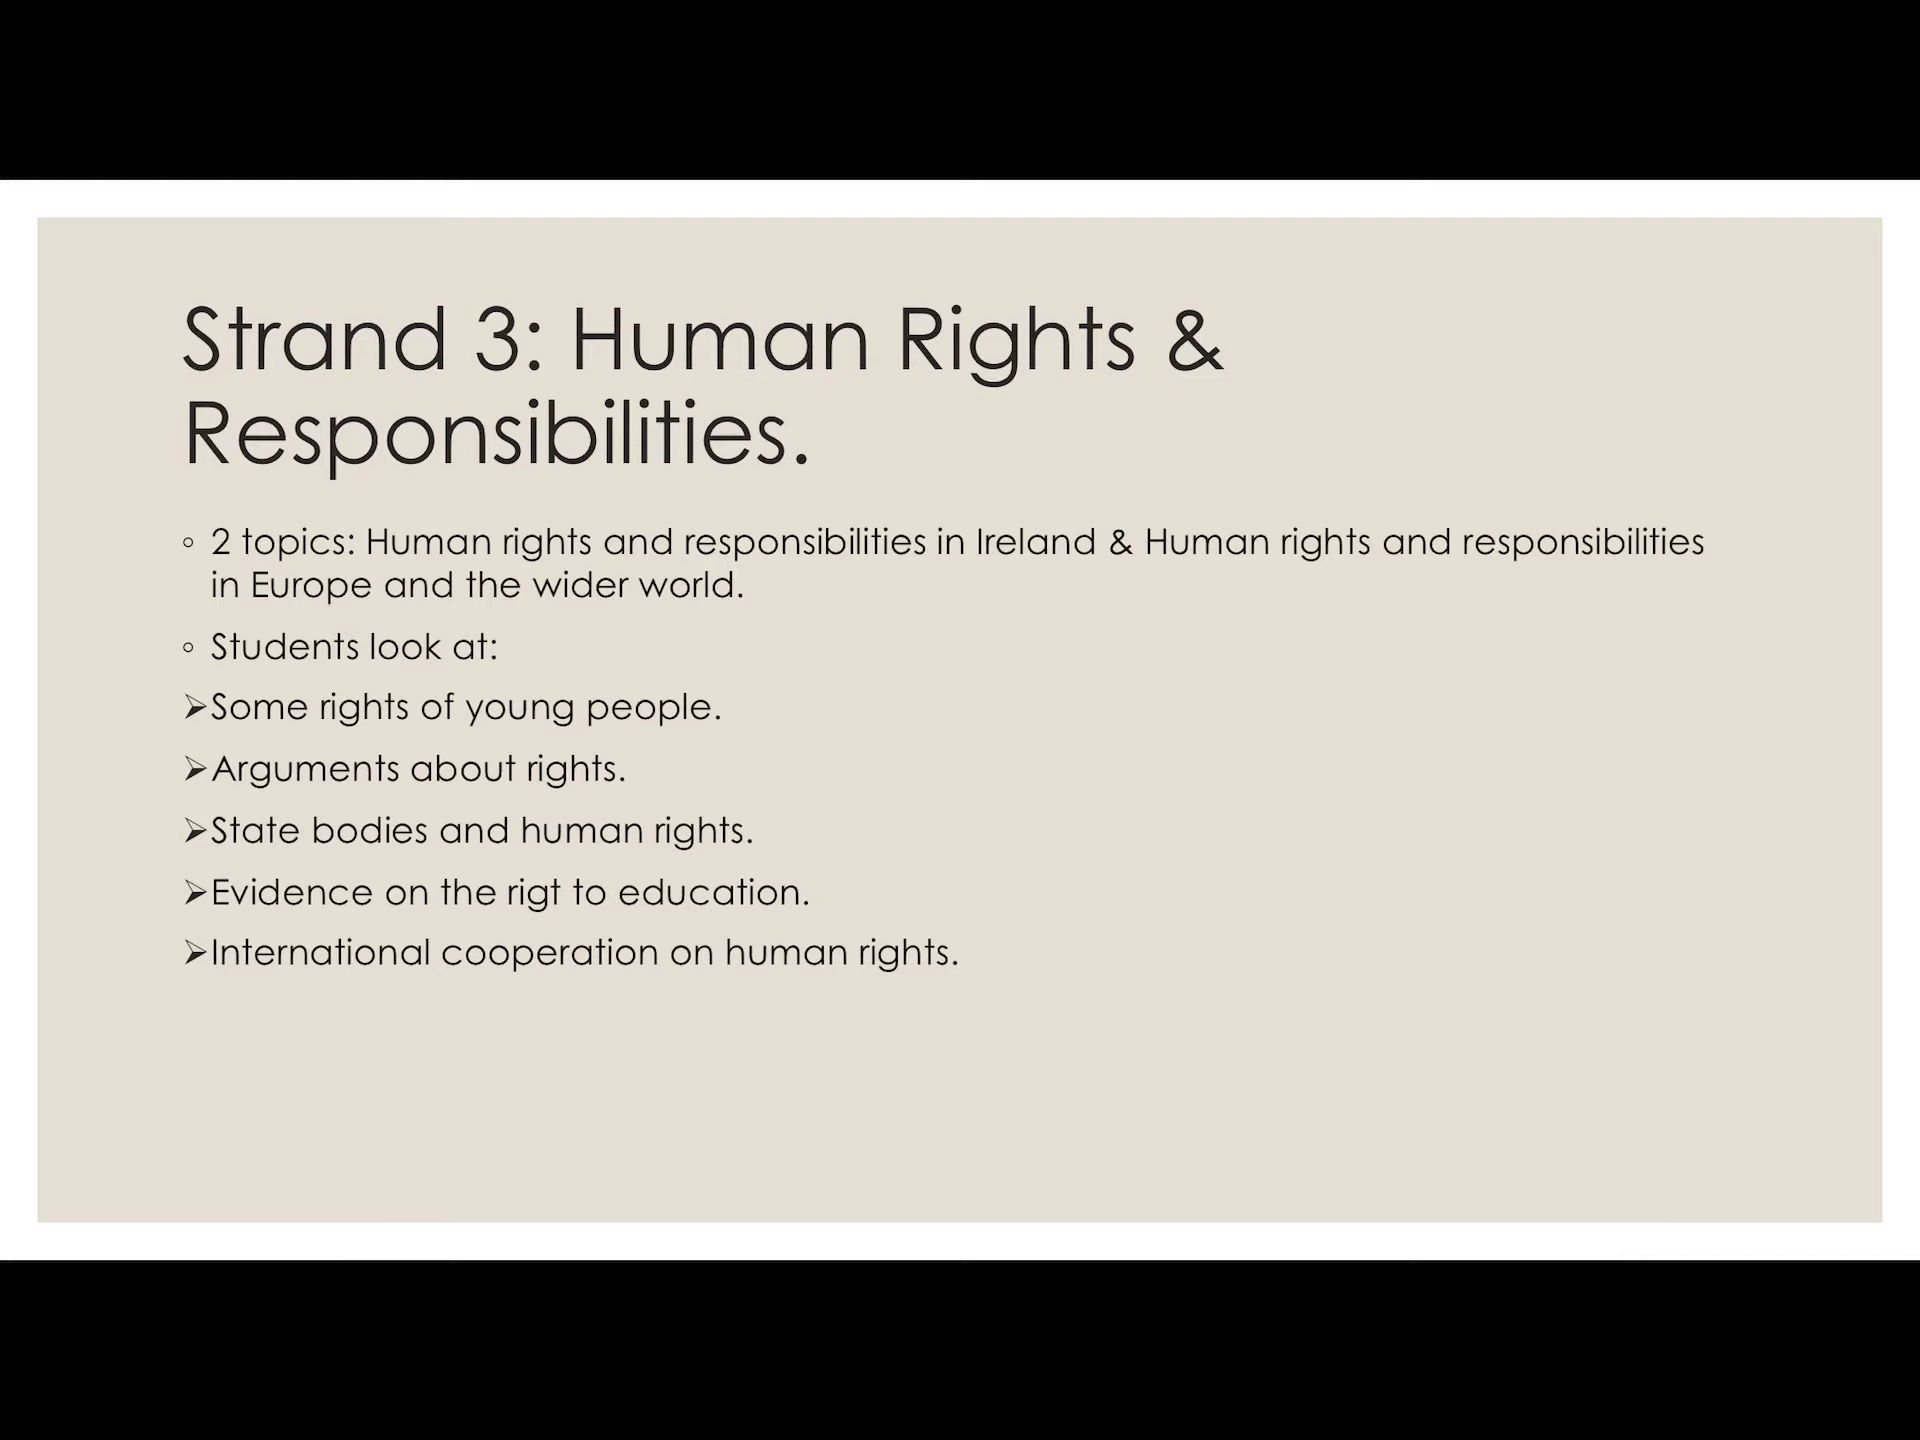 Strand 3: Human Rights &
Responsibilities.
◦ 2 topics: Human rights and responsibilities in Ireland & Human rights and responsibilities
in Europe and the wider world.
◦ Students look at:
➢Some rights of young people.
➢Arguments about rights.
➢State bodies and human rights.
➢Evidence on the rigt to education.
➢International cooperation on human rights.